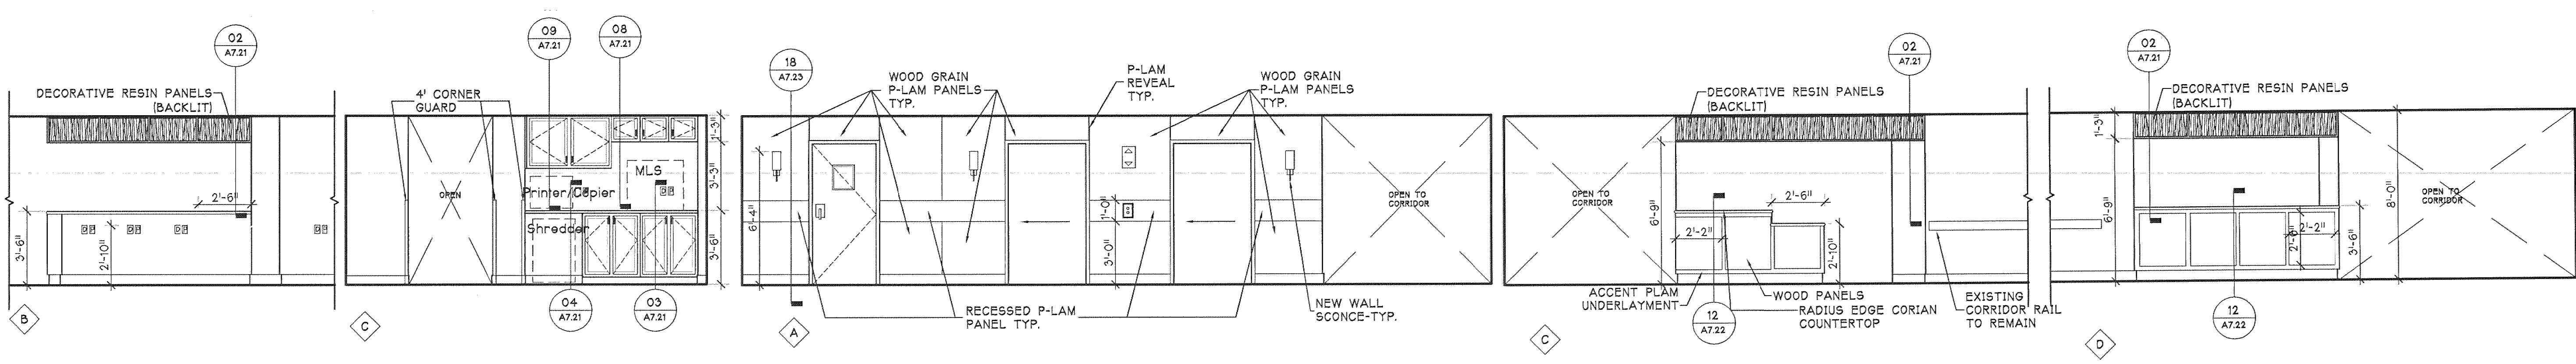 02
A7.21
DECORATIVE RESIN PANELS
(BACKLIT)
2'-6"
3'-6"
2'-10"
B
09
A7.21
08
A7.21
4' CORNER
GUARD
OPEN
MLS
Printer/Copier
Shredder
1'-3"
3'-3"
3'-6"
04
A7.21
03
A7.21
C
18
A7.23
WOOD GRAIN
P-LAM PANELS
TYP.
P-LAM
REVEAL
TYP.
WOOD GRAIN
P-LAM PANELS
TYP.
6'-4"
1'-0"
3'-0"
OPEN TO
CORRIDOR
RECESSED P-LAM
PANEL TYP.
NEW WALL
SCONCE-TYP.
A
02
A7.21
DECORATIVE RESIN PANELS
(BACKLIT)
OPEN TO
CORRIDOR
6'-9"
2'-6"
2'-2"
2'-10"
ACCENT PLAM
UNDERLAYMENT
WOOD PANELS
RADIUS EDGE CORIAN
COUNTERTOP
EXISTING
CORRIDOR RAIL
TO REMAIN
12
A7.22
C
02
A7.21
DECORATIVE RESIN PANELS
(BACKLIT)
1'-3"
6'-9"
2'-6"
2'-2"
3'-6"
8'-0"
OPEN TO
CORRIDOR
12
A7.22
D